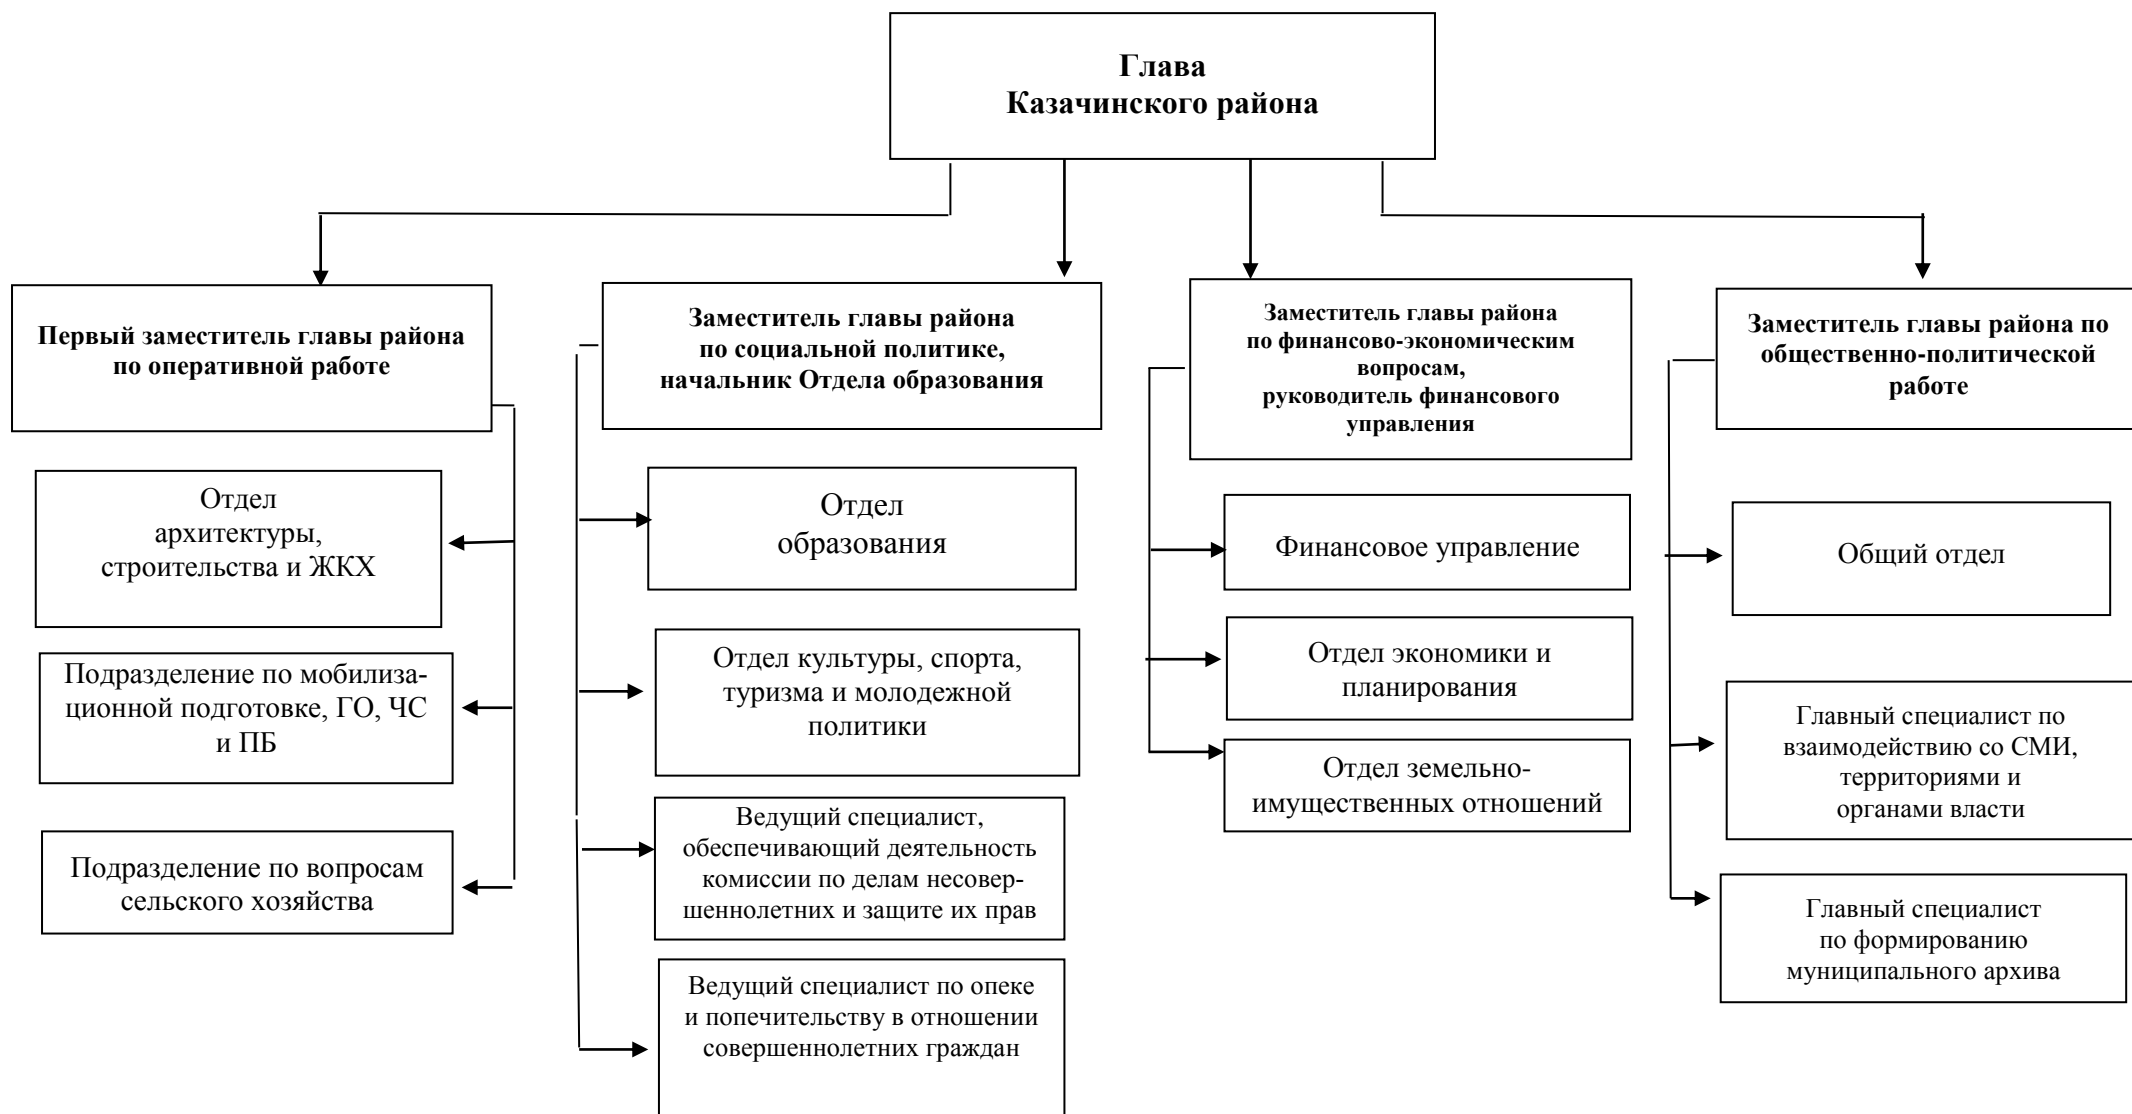 Глава
Казачинского района
Первый заместитель главы района
по оперативной работе
Заместитель главы района
по социальной политике,
начальник Отдела образования
Заместитель главы района
по финансово-экономическим
вопросам,
руководитель финансового
управления
Заместитель главы района по
общественно-политической
работе
Отдел
архитектуры,
строительства и ЖКХ
Подразделение по мобилиза-
ционной подготовке, ГО, ЧС
и ПБ
Подразделение по вопросам
сельского хозяйства
Отдел
образования
Отдел культуры, спорта,
туризма и молодежной
политики
Ведущий специалист,
обеспечивающий деятельность
комиссии по делам несовер-
шеннолетних и защите их прав
Ведущий специалист по опеке
и попечительству в отношении
совершеннолетних граждан
Финансовое управление
Отдел экономики и
планирования
Отдел земельно-
имущественных отношений
Общий отдел
Главный специалист по
взаимодействию со СМИ,
территориями и
органами власти
Главный специалист
по формированию
муниципального архива